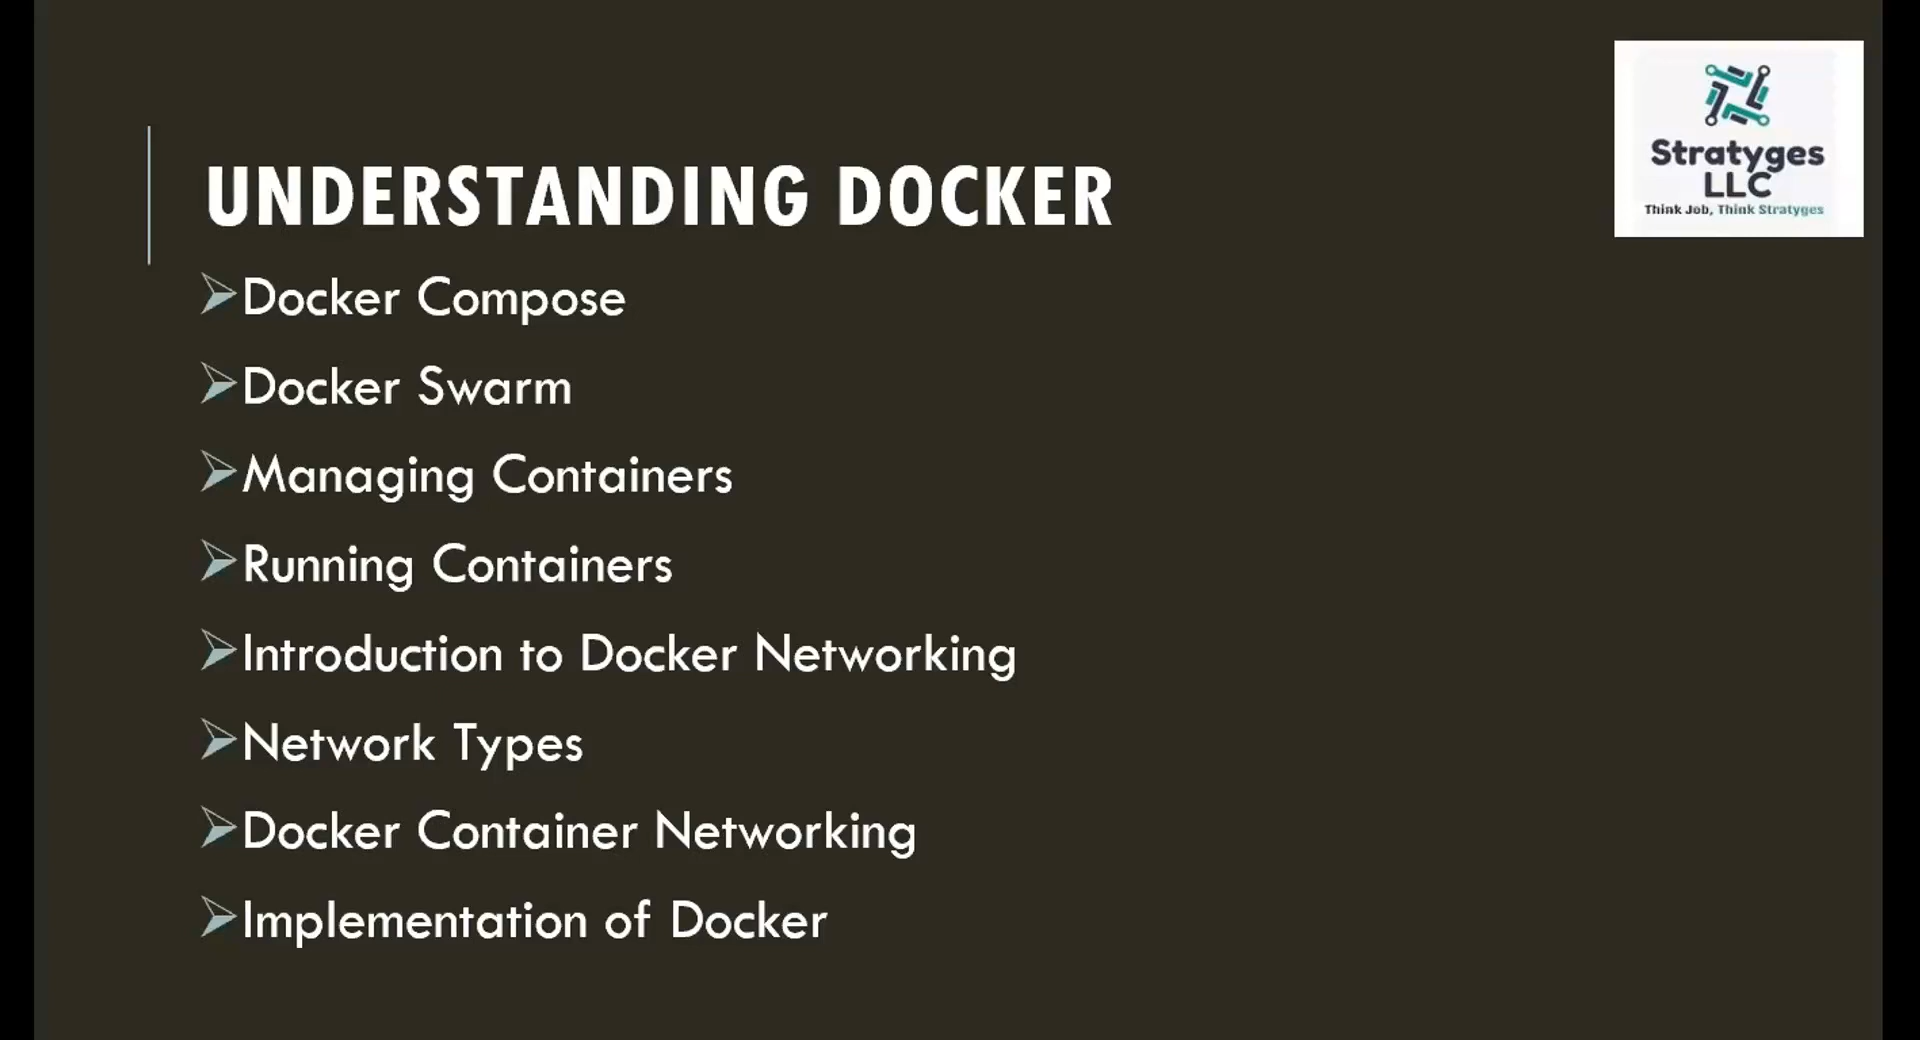 UNDERSTANDING DOCKER
Docker Compose
Docker Swarm
Managing Containers
Running Containers
Introduction to Docker Networking
Network Types
Docker Container Networking
Implementation of Docker
Stratyges
LLC
Think Job, Think Stratyges